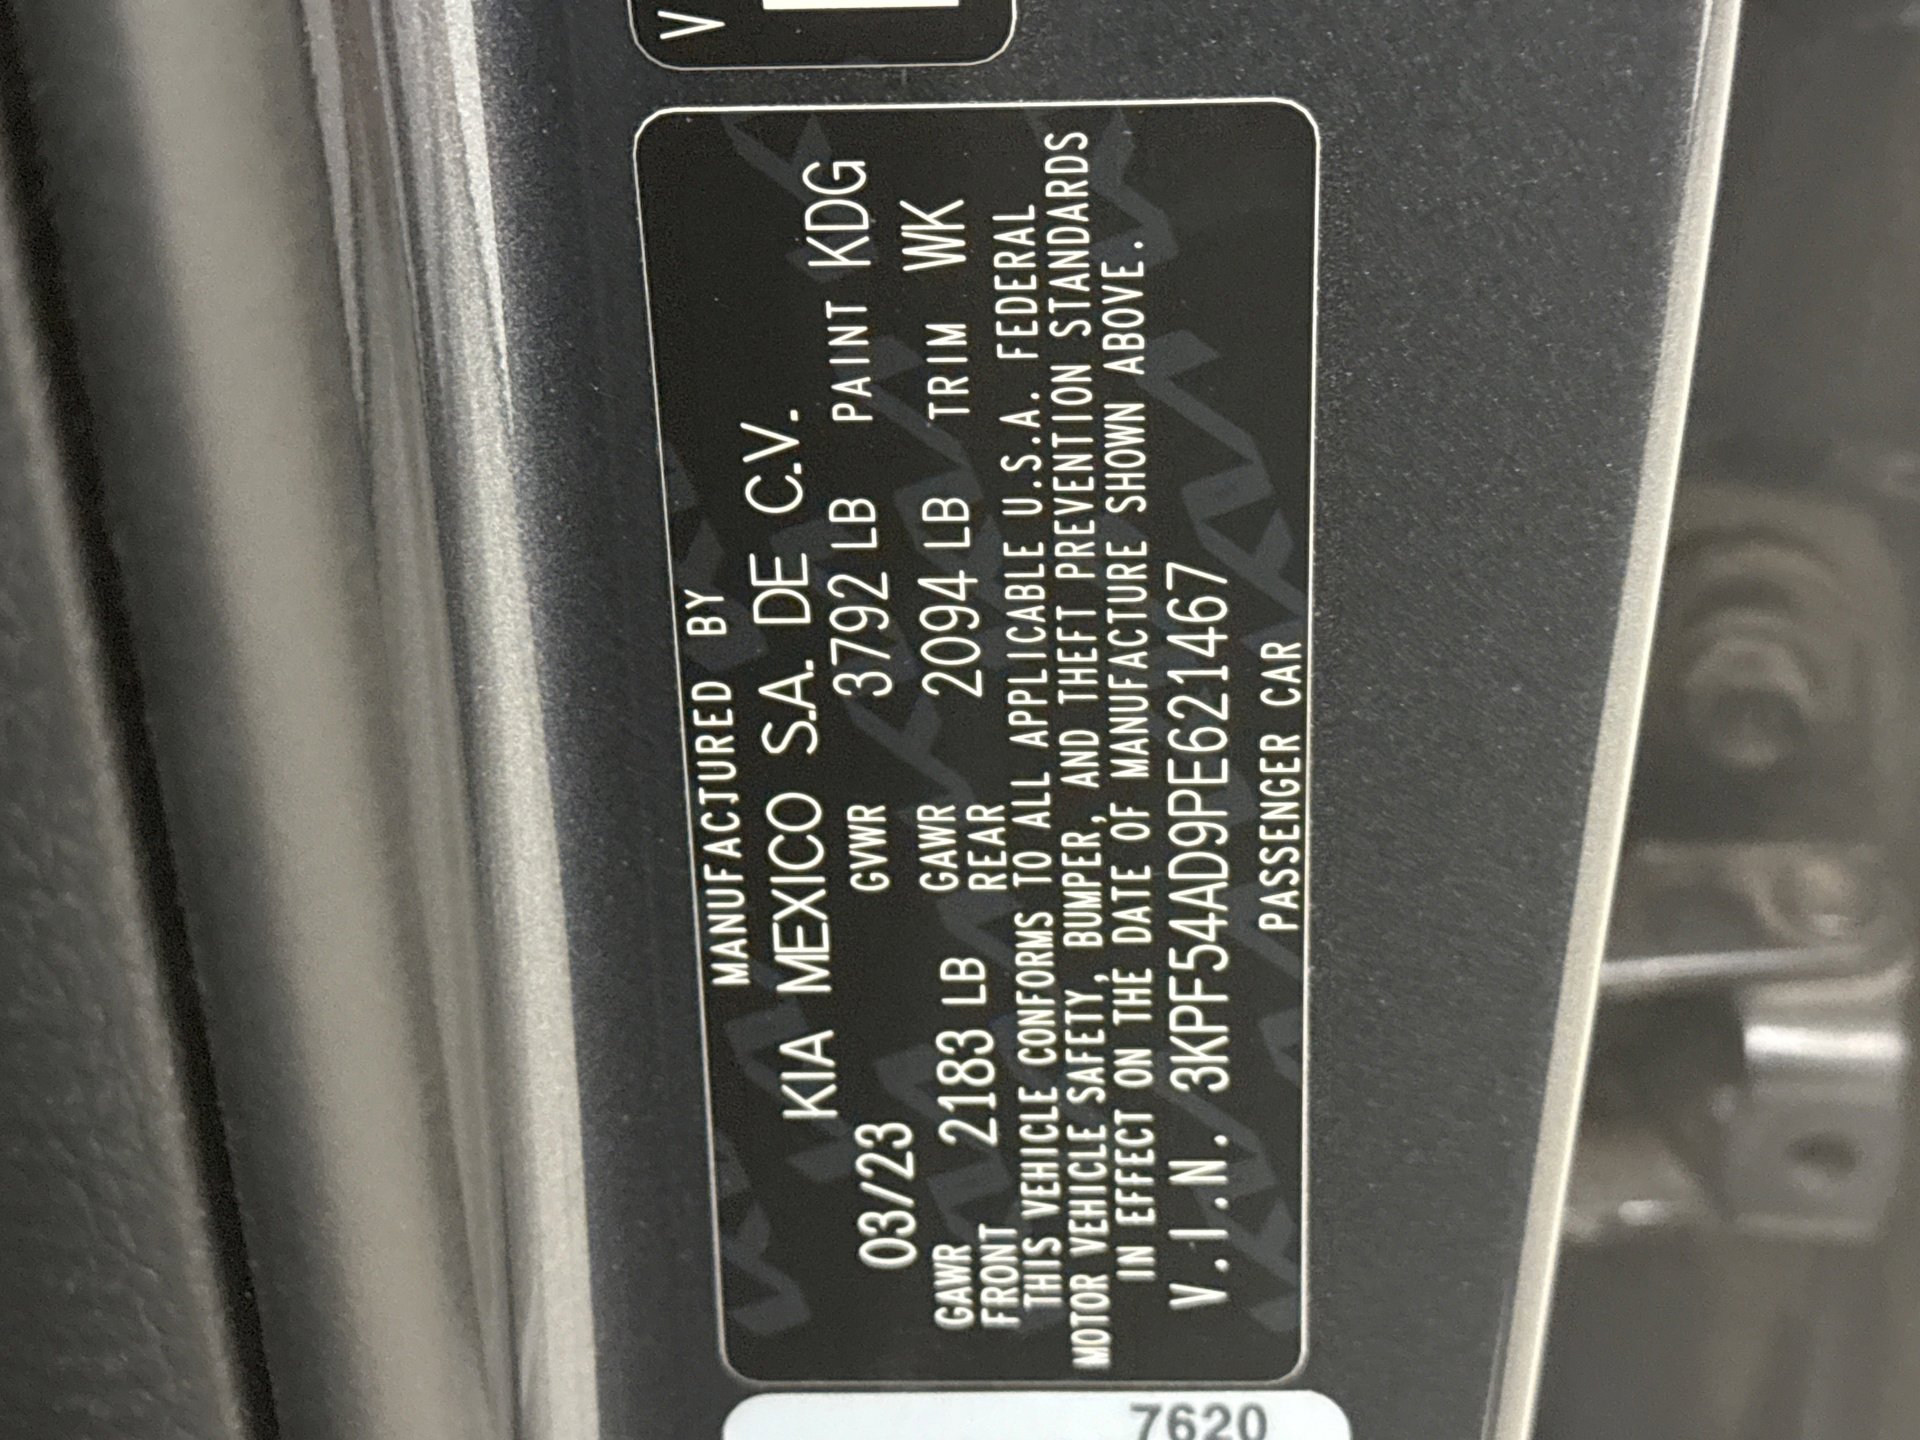 V
MANUFACTURED BY
KIA MEXICO S.A. DE C.V.
03/23 GVWR 3792 LB PAINT KDG
GAWR FRONT 2183 LB GAWR REAR 2094 LB TRIM WK
THIS VEHICLE CONFORMS TO ALL APPLICABLE U.S.A. FEDERAL
MOTOR VEHICLE SAFETY, BUMPER, AND THEFT PREVENTION STANDARDS
IN EFFECT ON THE DATE OF MANUFACTURE SHOWN ABOVE.
V.I.N. 3KPF54AD9PE621467
PASSENGER CAR
7620